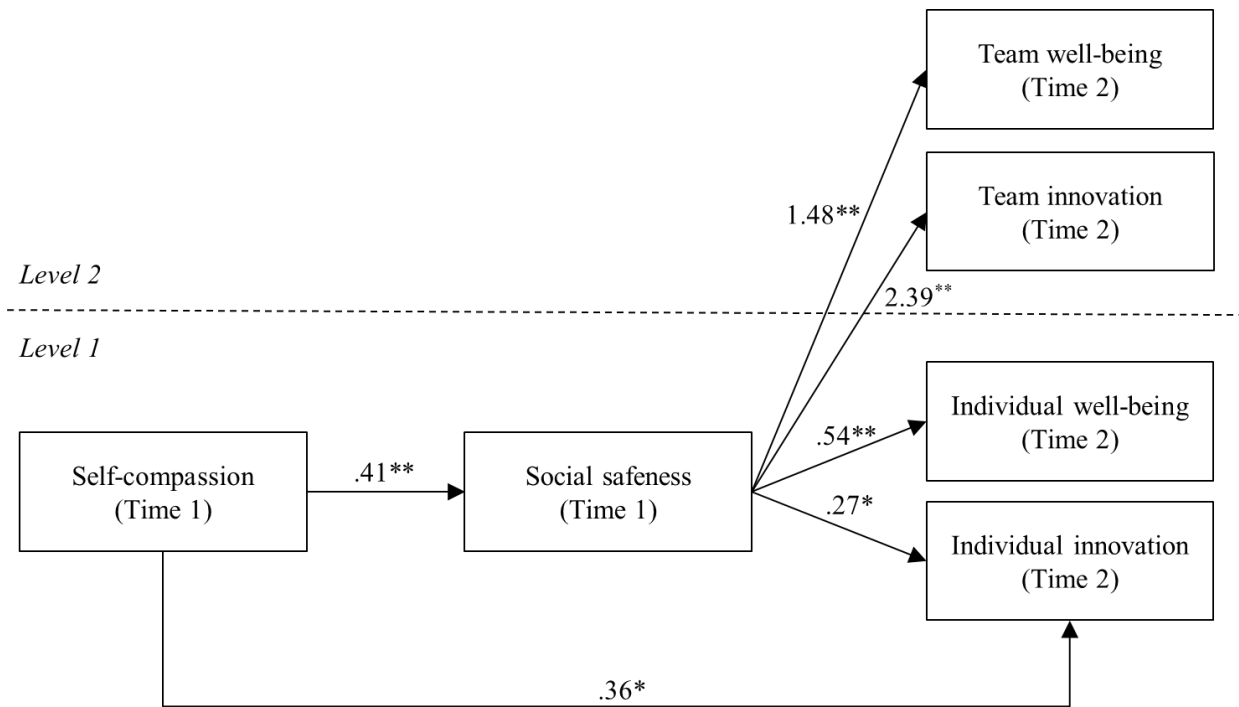 Team well-being
(Time 2)
Team innovation
(Time 2)
1.48**
Level 2
2.39**
Level 1
Individual well-being
(Time 2)
.54**
Self-compassion
(Time 1)
.41**
Social safeness
(Time 1)
.27*
Individual innovation
(Time 2)
.36*